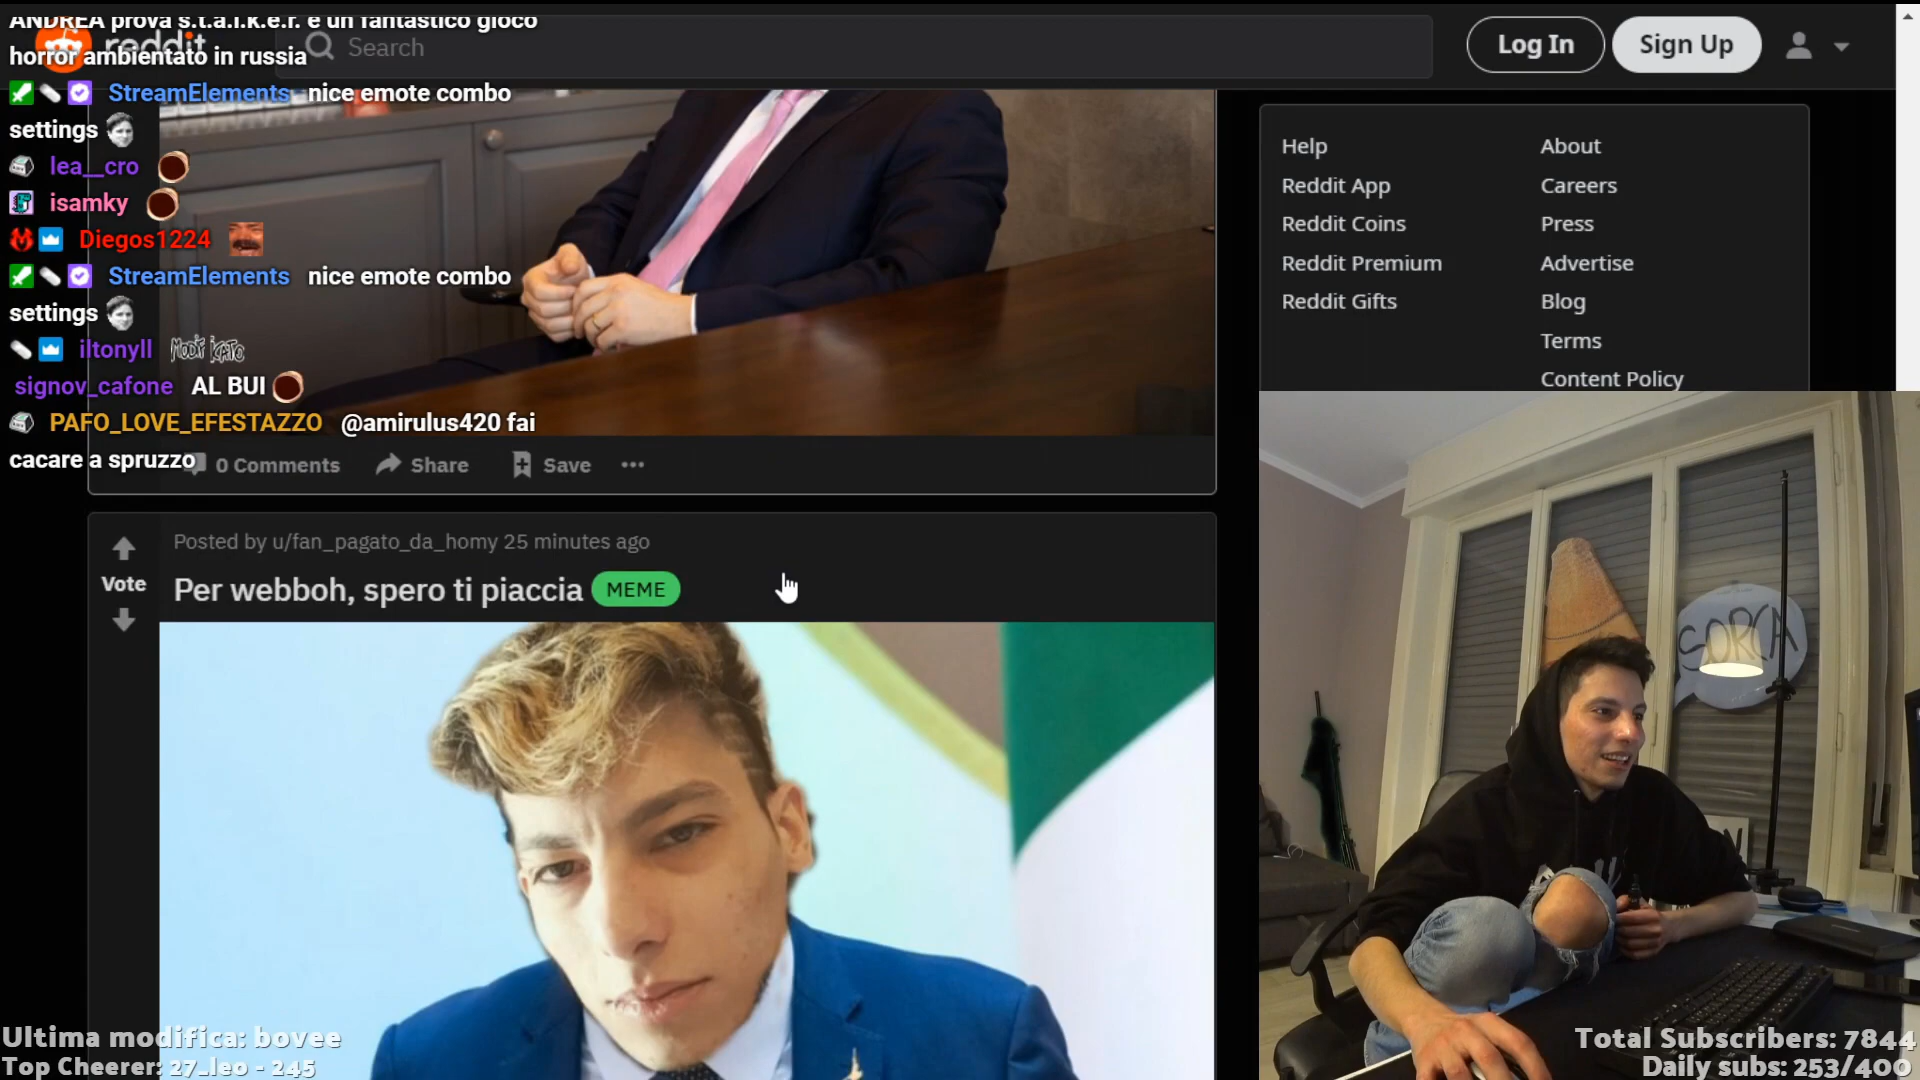 ANDREA prova s.t.a.l.k.e.r. è un fantastico gioco
horror ambientato in russia
reddit
Search
Log In
Sign Up
StreamElements nice emote combo
settings
lea__cro
isamky
Diegos1224
StreamElements nice emote combo
settings
iltonyll MODIFICATO
signov_cafone AL BUI
PAFO_LOVE_EFESTAZZO @amirulus420 fai
cacare a spruzzo
0 Comments
Share
Save
Help
About
Reddit App
Careers
Reddit Coins
Press
Reddit Premium
Advertise
Reddit Gifts
Blog
Terms
Content Policy
Posted by u/fan_pagato_da_homy 25 minutes ago
Vote
Per webboh, spero ti piaccia MEME
SORCA
Ultima modifica: bovee
Top Cheerer: 27_leo - 245
Total Subscribers: 7844
Daily subs: 253/400